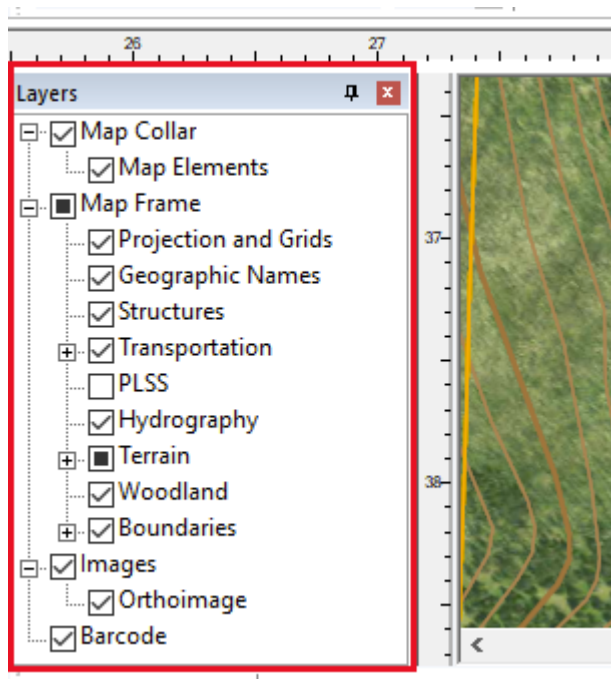 26 27
Layers
Map Collar
Map Elements
Map Frame
Projection and Grids
37
Geographic Names
Structures
Transportation
PLSS
Hydrography
Terrain
38
Woodland
Boundaries
Images
Orthoimage
Barcode